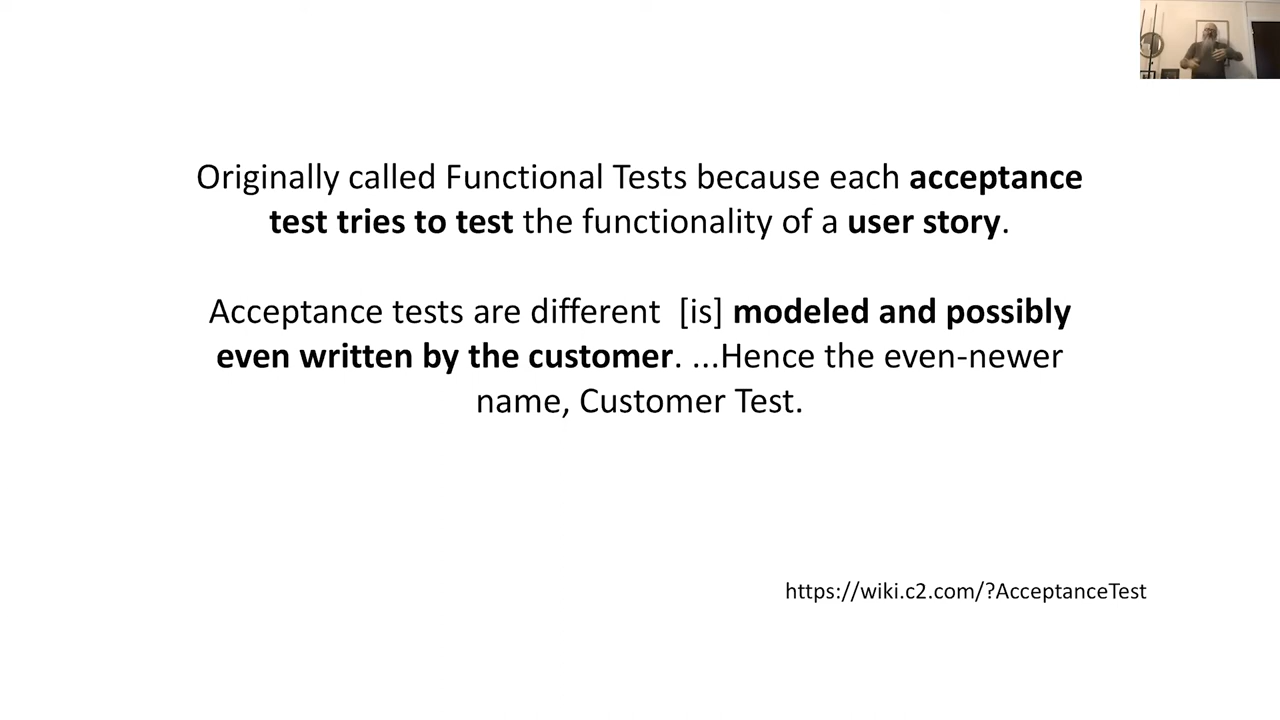 Originally called Functional Tests because each acceptance
test tries to test the functionality of a user story.
Acceptance tests are different [is] modeled and possibly
even written by the customer. ...Hence the even-newer
name, Customer Test.
https://wiki.c2.com/?AcceptanceTest